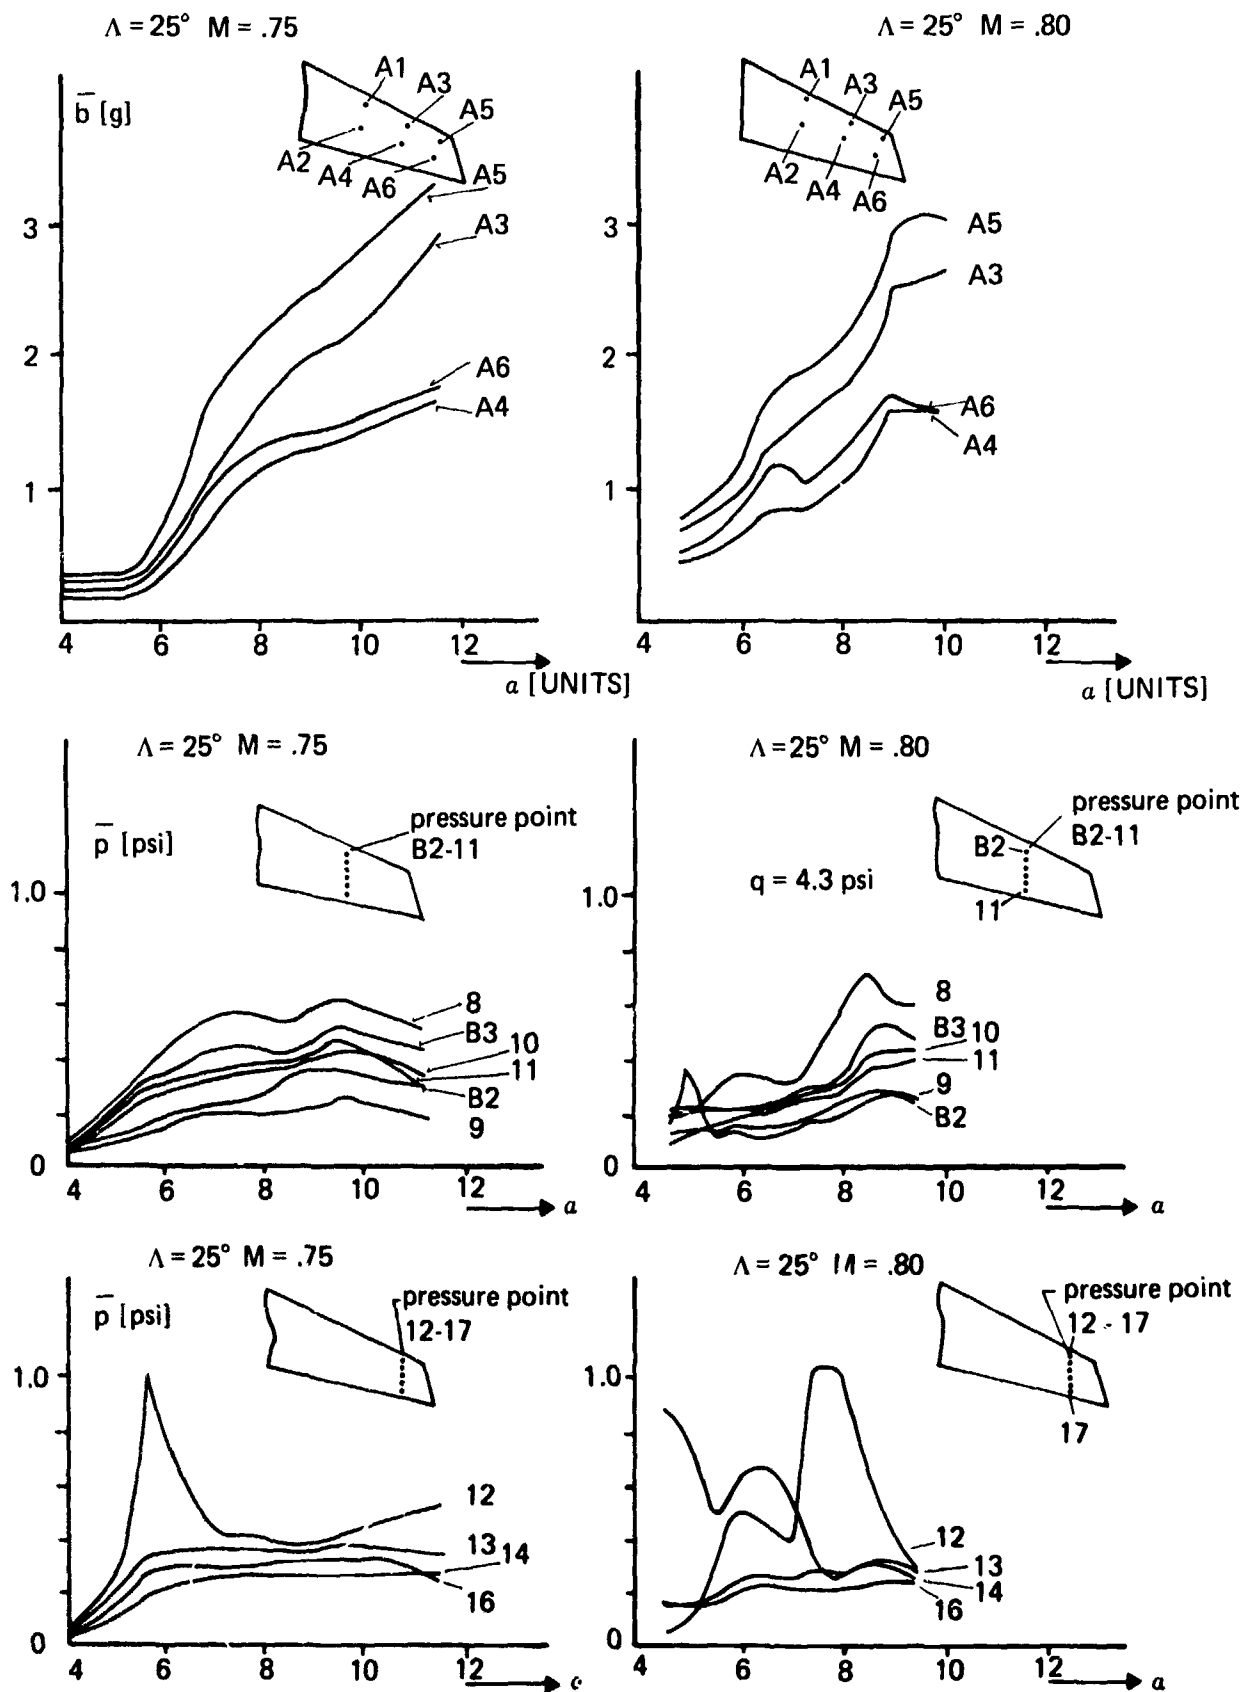 Λ = 25° M = .75
b̅ [g]
A1
A3
A5
A2
A4
A6
A5
A3
A6
A4
3
2
1
4 6 8 10 12
a [UNITS]
Λ = 25° M = .80
A1
A3
A5
A2
A4
A6
A5
A3
A6
A4
3
2
1
4 6 8 10 12
a [UNITS]
Λ = 25° M = .75
p̅ [psi]
pressure point
B2-11
1.0
8
B3
10
11
B2
9
0
4 6 8 10 12
a
Λ = 25° M = .80
pressure point
B2-11
B2
q = 4.3 psi
11
1.0
8
B3
10
11
9
B2
0
4 6 8 10 12
a
Λ = 25° M = .75
p̅ [psi]
pressure point
12-17
1.0
12
13
14
16
0
4 6 8 10 12
Λ = 25° M = .80
pressure point
12 - 17
17
1.0
12
13
14
16
0
4 6 8 10 12
a